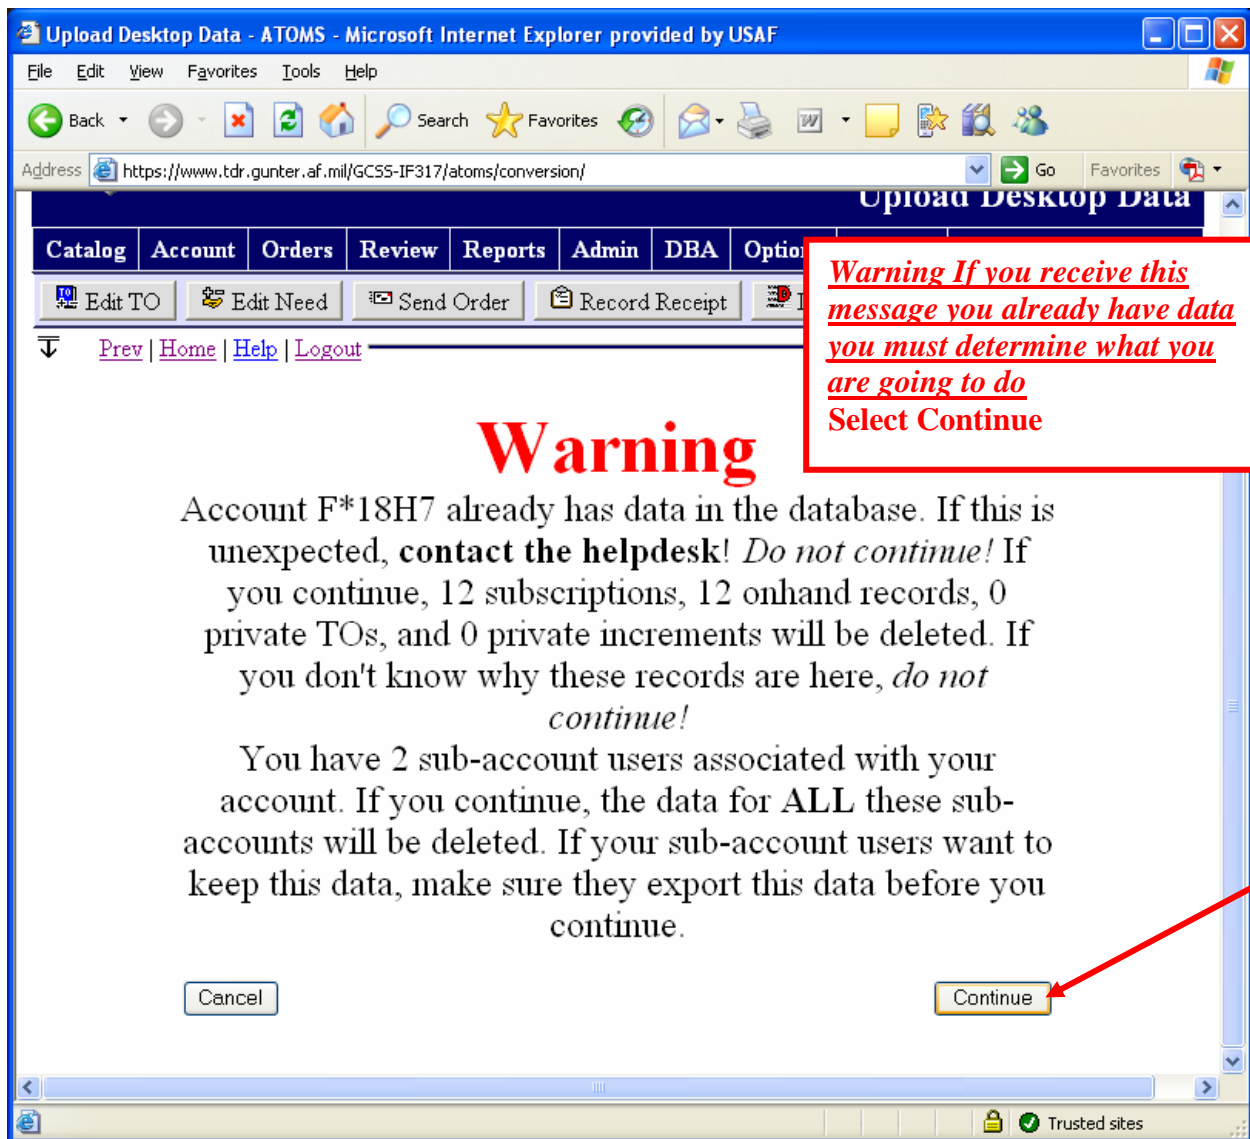 Upload Desktop Data - ATOMS - Microsoft Internet Explorer provided by USAF
File Edit View Favorites Tools Help
Back Search Favorites
Address https://www.tdr.gunter.af.mil/GCSS-IF317/atoms/conversion/ Go Favorites
Upload Desktop Data
Catalog Account Orders Review Reports Admin DBA
Edit TO Edit Need Send Order Record Receipt
Prev | Home | Help | Logout
Warning If you receive this
message you already have data
you must determine what you
are going to do
Select Continue
Warning
Account F*18H7 already has data in the database. If this is
unexpected, contact the helpdesk! Do not continue! If
you continue, 12 subscriptions, 12 onhand records, 0
private TOs, and 0 private increments will be deleted. If
you don't know why these records are here, do not
continue!
You have 2 sub-account users associated with your
account. If you continue, the data for ALL these sub-
accounts will be deleted. If your sub-account users want to
keep this data, make sure they export this data before you
continue.
Cancel Continue
Trusted sites